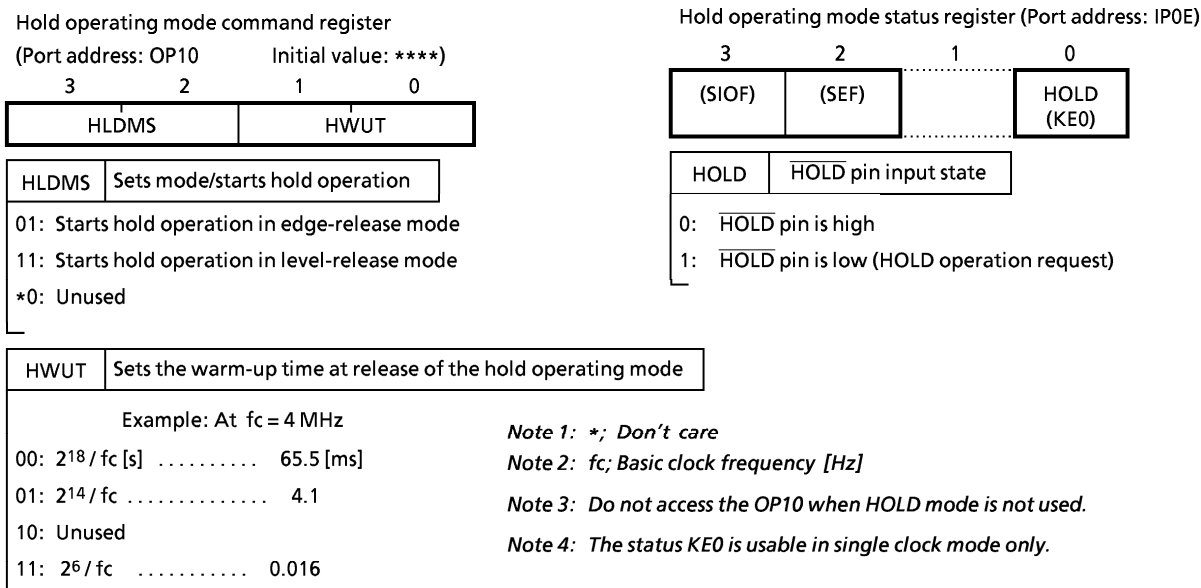 Hold operating mode command register
(Port address: OP10 Initial value: ****)
3 2 1 0
HLDMS HWUT
HLDMS Sets mode/starts hold operation
01: Starts hold operation in edge-release mode
11: Starts hold operation in level-release mode
*0: Unused
Hold operating mode status register (Port address: IP0E)
3 2 1 0
(SIOF) (SEF) HOLD
(KE0)
HOLD HOLD pin input state
0: HOLD pin is high
1: HOLD pin is low (HOLD operation request)
HWUT Sets the warm-up time at release of the hold operating mode
Example: At fc = 4 MHz
00: 2¹⁸ / fc [s] .......... 65.5 [ms]
01: 2¹⁴ / fc .............. 4.1
10: Unused
11: 2⁶ / fc ........... 0.016
Note 1: *; Don't care
Note 2: fc; Basic clock frequency [Hz]
Note 3: Do not access the OP10 when HOLD mode is not used.
Note 4: The status KE0 is usable in single clock mode only.